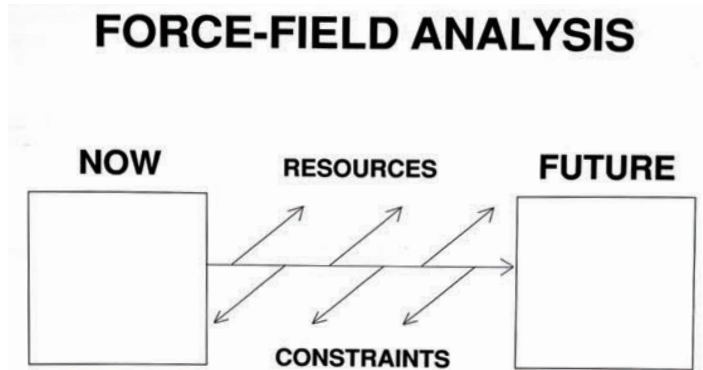 FORCE-FIELD ANALYSIS
NOW
RESOURCES
FUTURE
CONSTRAINTS